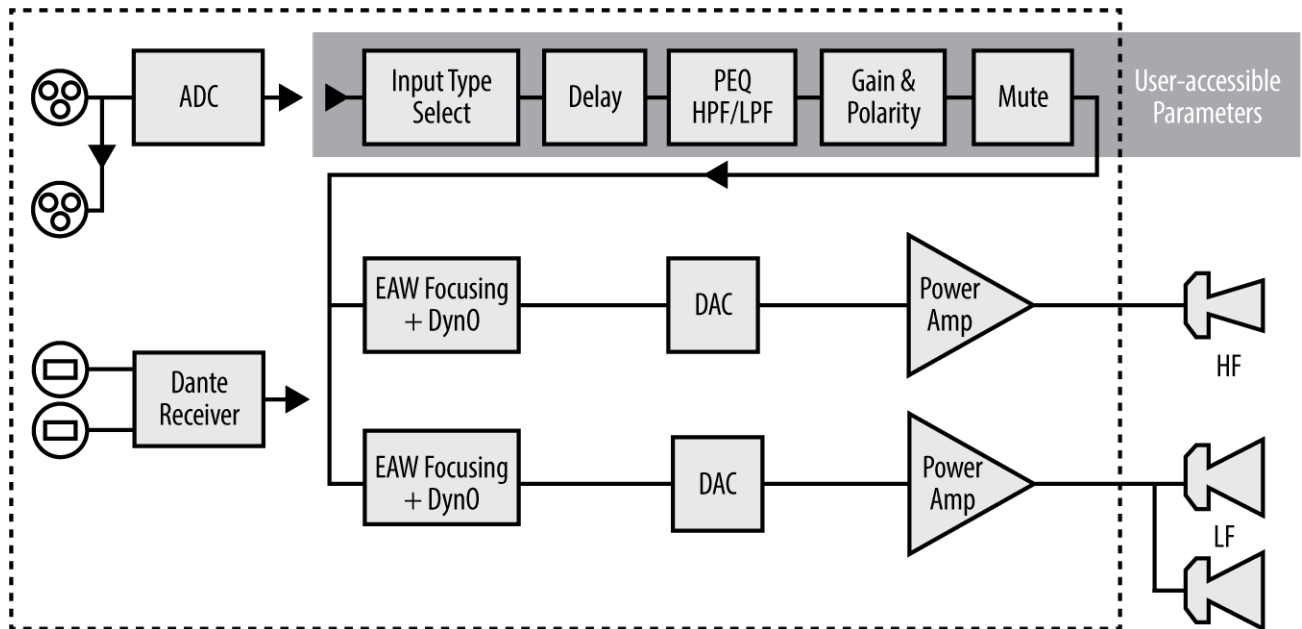 ADC
Input Type
Select
Delay
PEQ
HPF/LPF
Gain &
Polarity
Mute
User-accessible
Parameters
EAW Focusing
+ DynO
DAC
Power
Amp
HF
Dante
Receiver
EAW Focusing
+ DynO
DAC
Power
Amp
LF